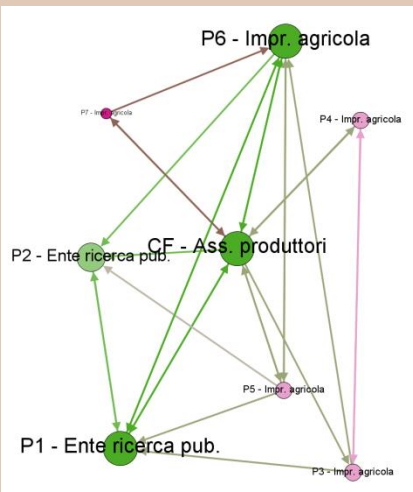 P6 - Impr. agricola
P7 - Impr. agricola
P4 - Impr. agricola
CF - Ass. produttori
P2 - Ente ricerca pub.
P5 - Impr. agricola
P1 - Ente ricerca pub.
P3 - Impr. agricola